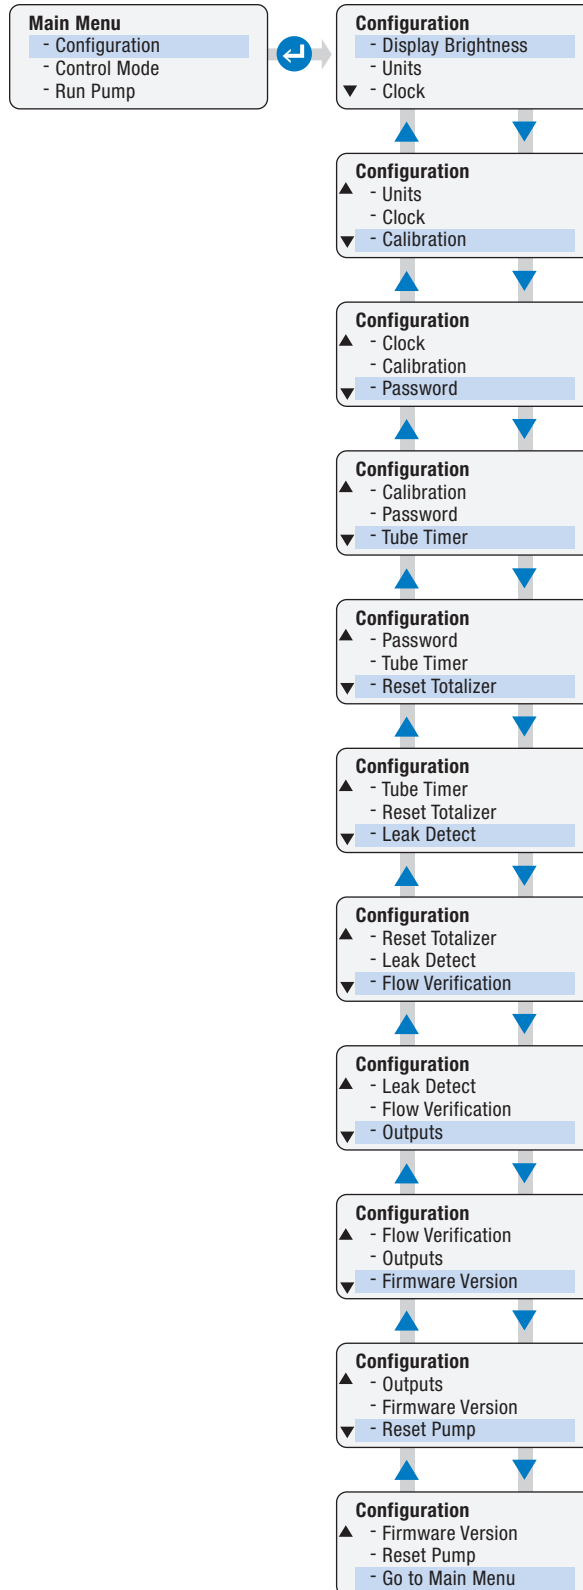 Main Menu
- Configuration
- Control Mode
- Run Pump
Configuration
- Display Brightness
- Units
- Clock
Configuration
- Units
- Clock
- Calibration
Configuration
- Clock
- Calibration
- Password
Configuration
- Calibration
- Password
- Tube Timer
Configuration
- Password
- Tube Timer
- Reset Totalizer
Configuration
- Tube Timer
- Reset Totalizer
- Leak Detect
Configuration
- Reset Totalizer
- Leak Detect
- Flow Verification
Configuration
- Leak Detect
- Flow Verification
- Outputs
Configuration
- Flow Verification
- Outputs
- Firmware Version
Configuration
- Outputs
- Firmware Version
- Reset Pump
Configuration
- Firmware Version
- Reset Pump
- Go to Main Menu